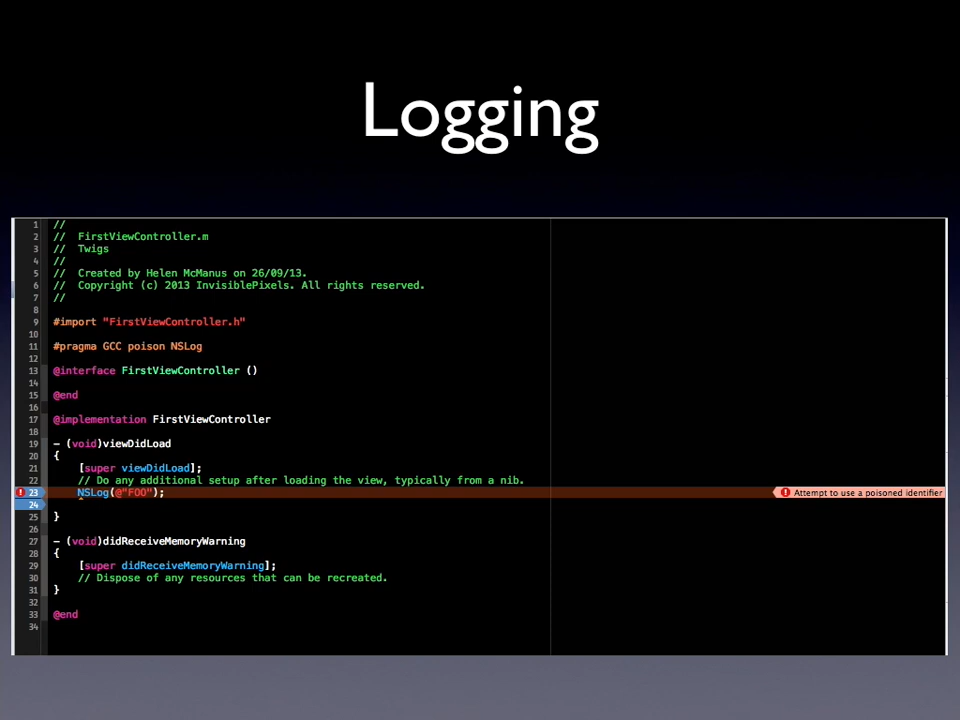 Logging
1 //
2 // FirstViewController.m
3 // Twigs
4 //
5 // Created by Helen McManus on 26/09/13.
6 // Copyright (c) 2013 InvisiblePixels. All rights reserved.
7 //
8
9 #import "FirstViewController.h"
10
11 #pragma GCC poison NSLog
12
13 @interface FirstViewController ()
14
15 @end
16
17 @implementation FirstViewController
18
19 - (void)viewDidLoad
20 {
21 [super viewDidLoad];
22 // Do any additional setup after loading the view, typically from a nib.
23 NSLog(@"FOO"); Attempt to use a poisoned identifier
24
25 }
26
27 - (void)didReceiveMemoryWarning
28 {
29 [super didReceiveMemoryWarning];
30 // Dispose of any resources that can be recreated.
31 }
32
33 @end
34